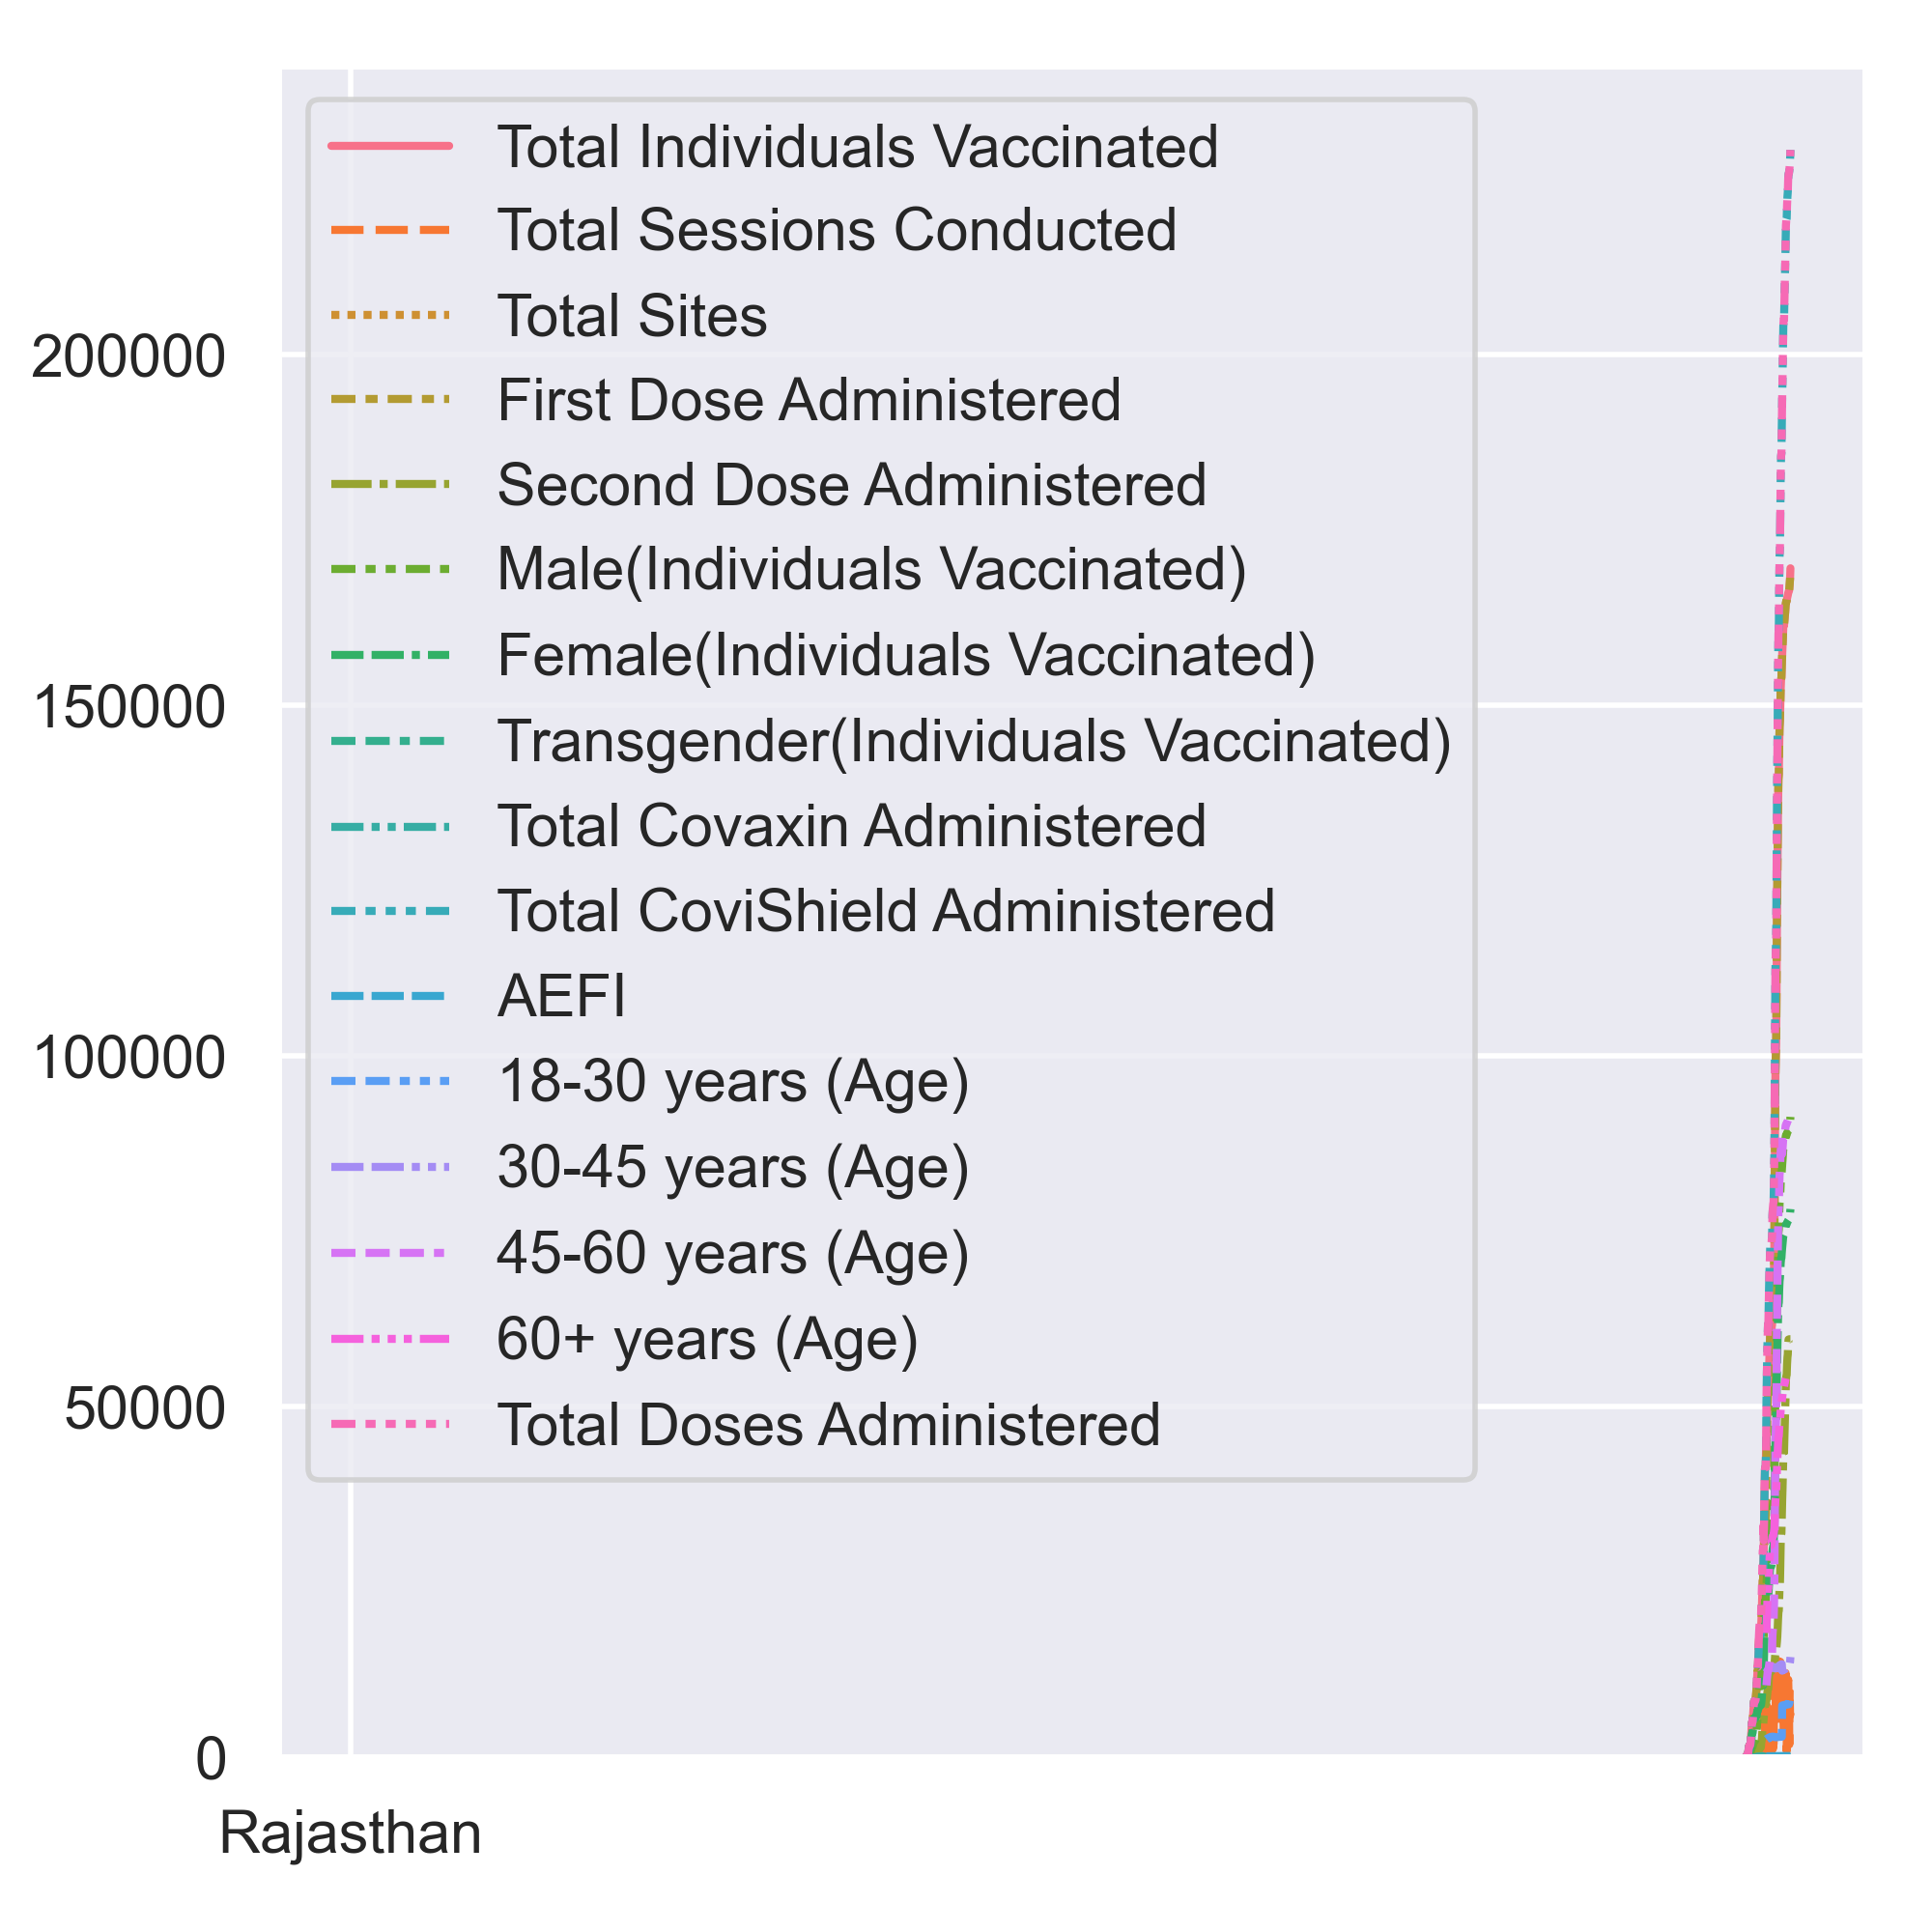 Total Individuals Vaccinated
Total Sessions Conducted
Total Sites
First Dose Administered
Second Dose Administered
Male(Individuals Vaccinated)
Female(Individuals Vaccinated)
Transgender(Individuals Vaccinated)
Total Covaxin Administered
Total CoviShield Administered
AEFI
18-30 years (Age)
30-45 years (Age)
45-60 years (Age)
60+ years (Age)
Total Doses Administered
200000
150000
100000
50000
0
Rajasthan